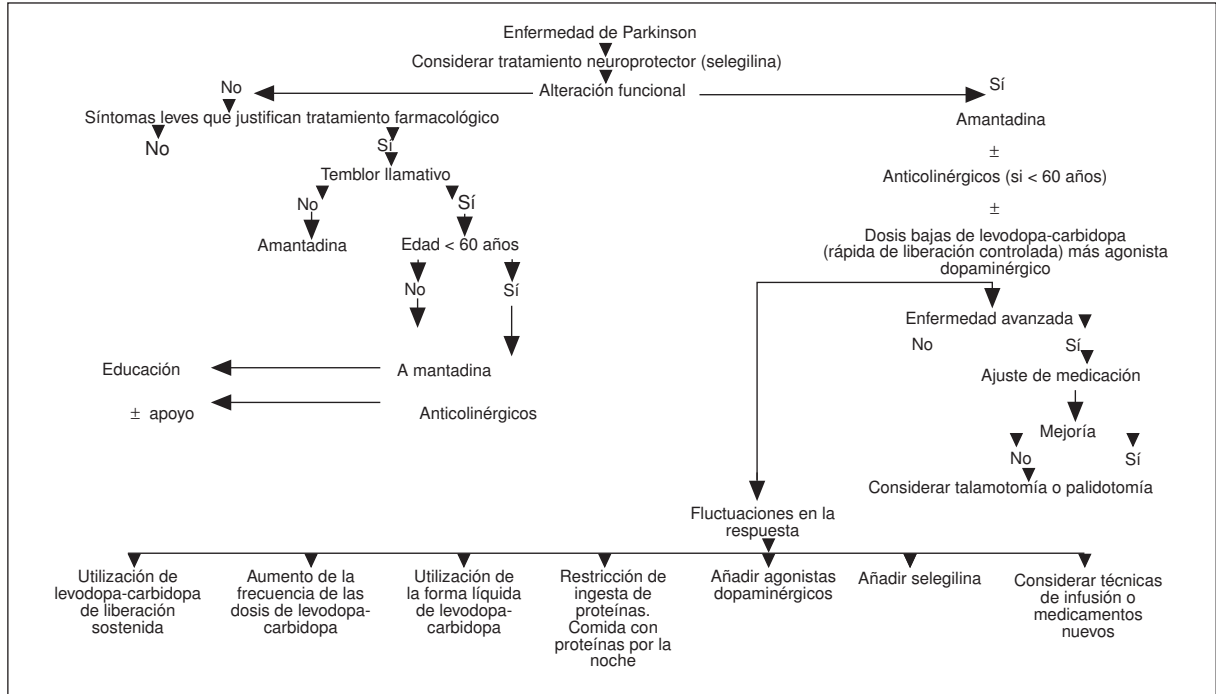 Enfermedad de Parkinson
Considerar tratamiento neuroprotector (selegilina)
Alteración funcional
No
Sí
Síntomas leves que justifican tratamiento farmacológico
No
Sí
Temblor llamativo
No
Sí
Amantadina
Edad < 60 años
No
Sí
A mantadina
Anticolinérgicos
Educación
± apoyo
Amantadina
±
Anticolinérgicos (si < 60 años)
±
Dosis bajas de levodopa-carbidopa
(rápida de liberación controlada) más agonista
dopaminérgico
Enfermedad avanzada
No
Sí
Ajuste de medicación
Mejoría
No
Sí
Considerar talamotomía o palidotomía
Fluctuaciones en la
respuesta
Utilización de
levodopa-carbidopa
de liberación
sostenida
Aumento de la
frecuencia de las
dosis de levodopa-
carbidopa
Utilización de
la forma líquida
de levodopa-
carbidopa
Restricción de
ingesta de
proteínas.
Comida con
proteínas por la
noche
Añadir agonistas
dopaminérgicos
Añadir selegilina
Considerar técnicas
de infusión o
medicamentos
nuevos